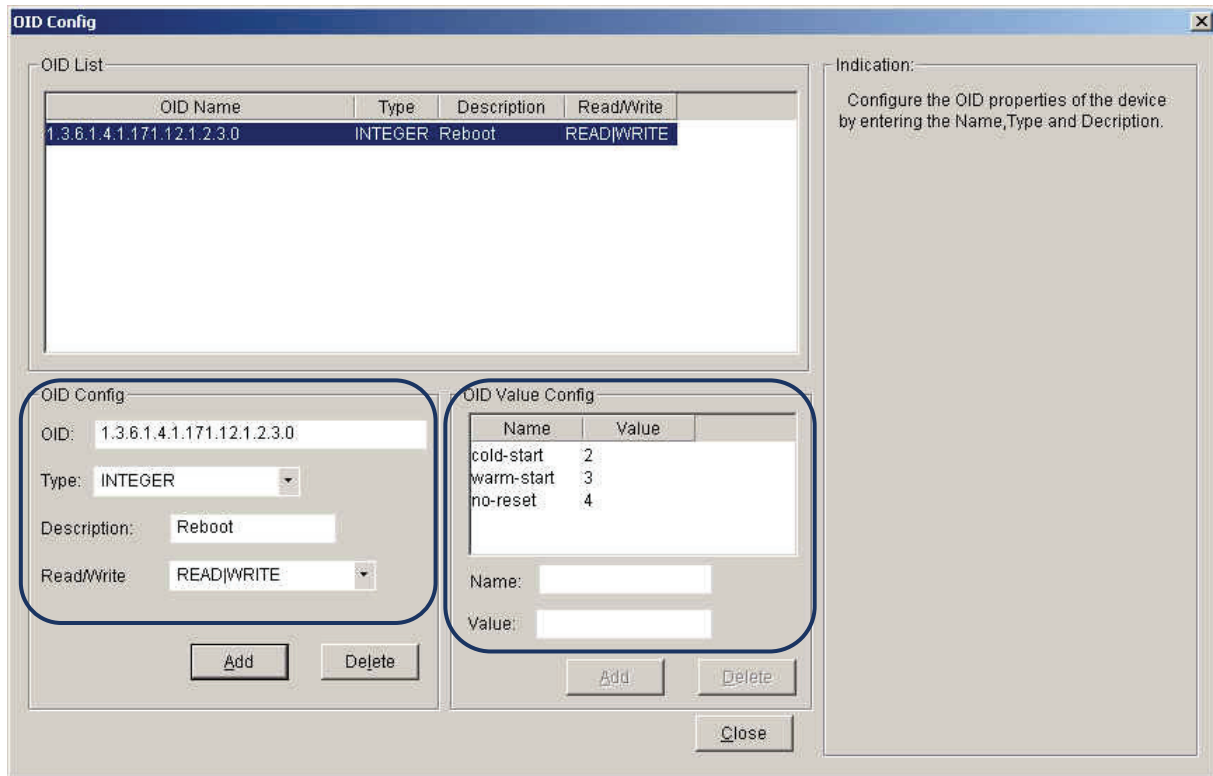 OID Config
OID List
OID Name Type Description Read/Write
1.3.6.1.4.1.171.12.1.2.3.0 INTEGER Reboot READ|WRITE
Indication:
Configure the OID properties of the device
by entering the Name,Type and Decription.
OID Config
OID: 1.3.6.1.4.1.171.12.1.2.3.0
Type: INTEGER
Description: Reboot
Read/Write READ|WRITE
Add Delete
OID Value Config
Name Value
cold-start 2
warm-start 3
no-reset 4
Name:
Value:
Add Delete
Close